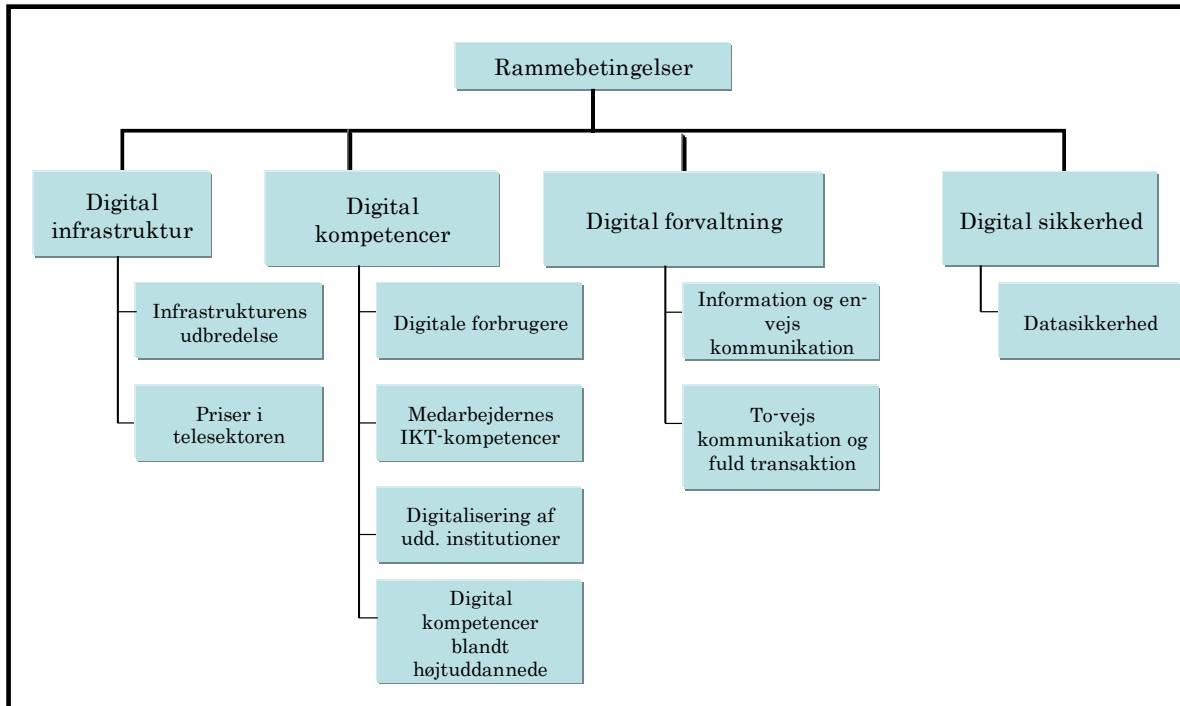 Rammebetingelser
Digital
infrastruktur
Infrastrukturens
udbredelse
Priser i
telesektoren
Digital
kompetencer
Digitale forbrugere
Medarbejdernes
IKT-kompetencer
Digitalisering af
udd. institutioner
Digital
kompetencer
blandt
højtuddannede
Digital forvaltning
Information og en-
vejs
kommunikation
To-vejs
kommunikation og
fuld transaktion
Digital sikkerhed
Datasikkerhed